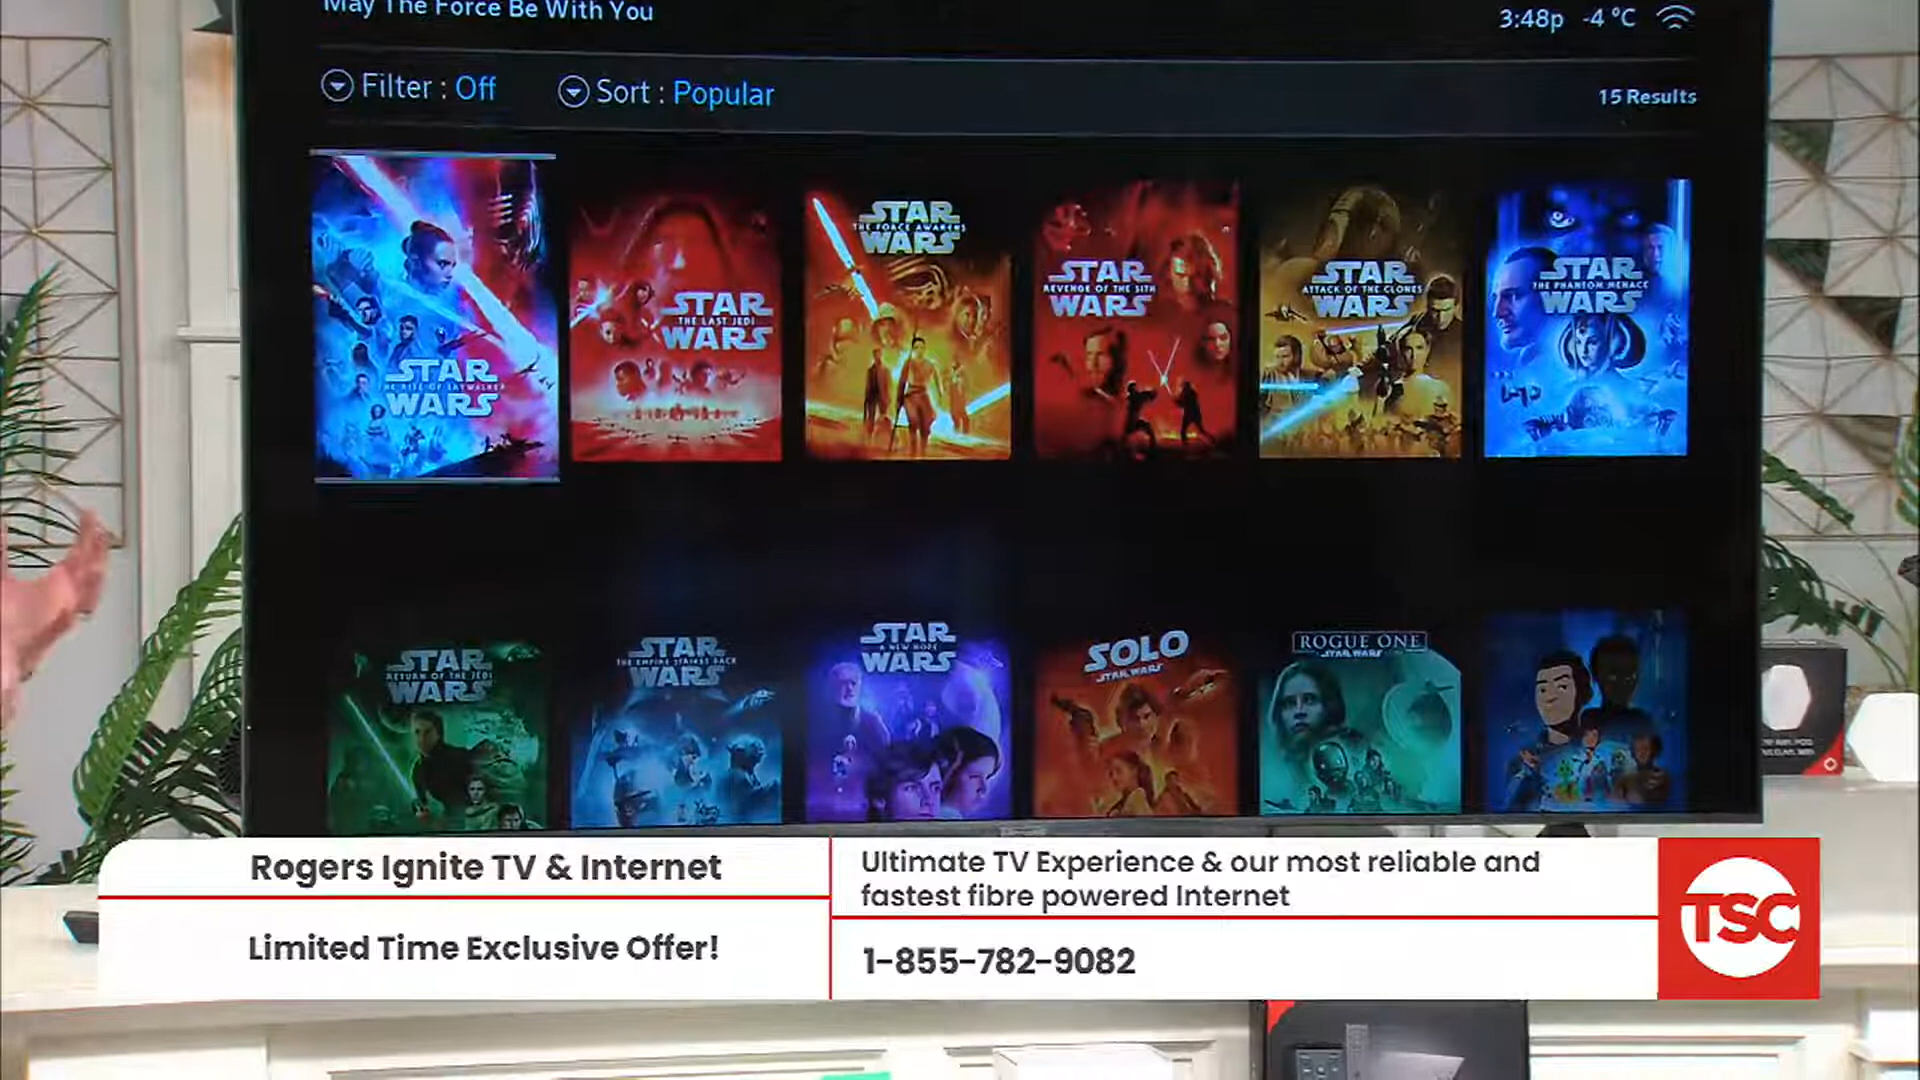 May The Force Be With You
3:48p -4 °C
Filter : Off
Sort : Popular
15 Results
STAR
THE RISE OF SKYWALKER
WARS
STAR
THE LAST JEDI
WARS
STAR
THE FORCE AWAKENS
WARS
STAR
REVENGE OF THE SITH
WARS
STAR
ATTACK OF THE CLONES
WARS
STAR
THE PHANTOM MENACE
WARS
STAR
RETURN OF THE JEDI
WARS
STAR
THE EMPIRE STRIKES BACK
WARS
STAR
A NEW HOPE
WARS
SOLO
STAR WARS
ROGUE ONE
STAR WARS
Rogers Ignite TV & Internet
Limited Time Exclusive Offer!
Ultimate TV Experience & our most reliable and
fastest fibre powered Internet
1-855-782-9082
TSC